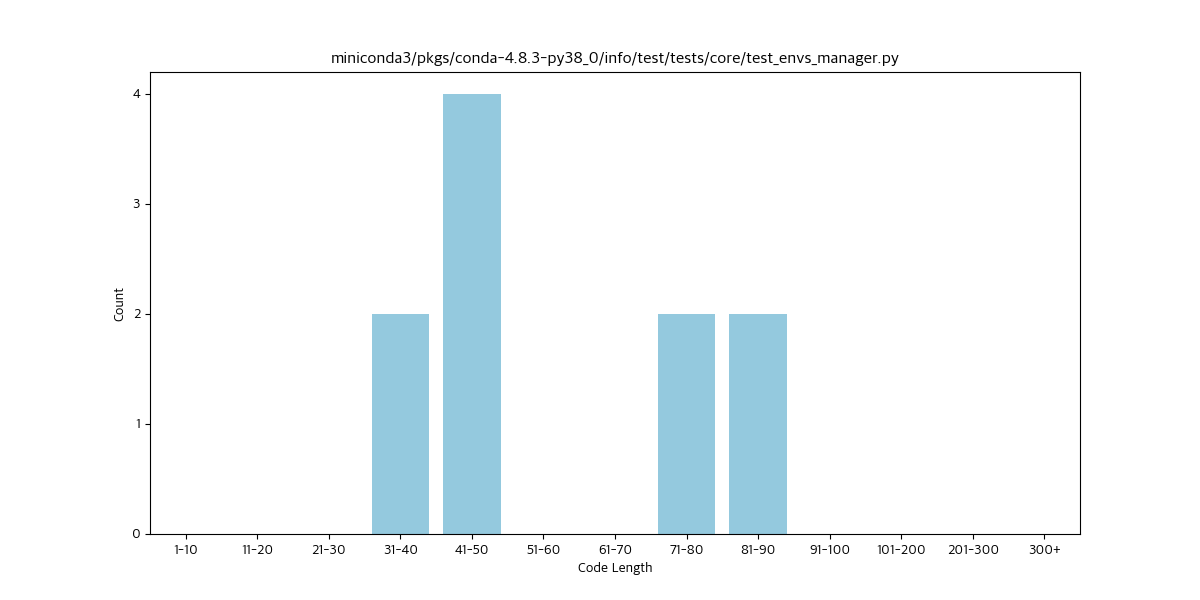 miniconda3/pkgs/conda-4.8.3-py38_0/info/test/tests/core/test_envs_manager.py
4
3
2
1
0
Count
1-10 11-20 21-30 31-40 41-50 51-60 61-70 71-80 81-90 91-100 101-200 201-300 300+
Code Length